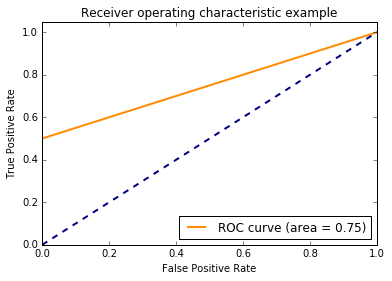 Receiver operating characteristic example
True Positive Rate
1.0
0.8
0.6
0.4
0.2
0.0
ROC curve (area = 0.75)
0.0 0.2 0.4 0.6 0.8 1.0
False Positive Rate